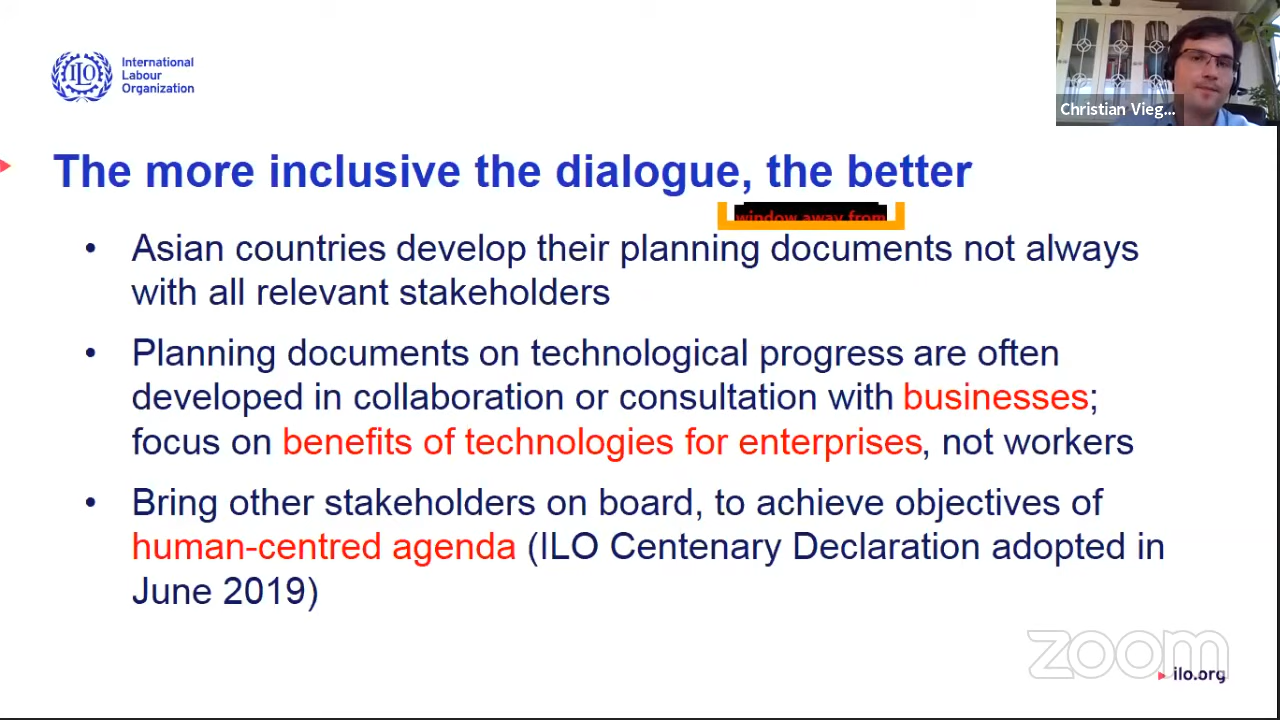 International
Labour
Organization
ILO
Christian Vieg...
The more inclusive the dialogue, the better
window away from
• Asian countries develop their planning documents not always
with all relevant stakeholders
• Planning documents on technological progress are often
developed in collaboration or consultation with businesses;
focus on benefits of technologies for enterprises, not workers
• Bring other stakeholders on board, to achieve objectives of
human-centred agenda (ILO Centenary Declaration adopted in
June 2019)
zoom
ilo.org